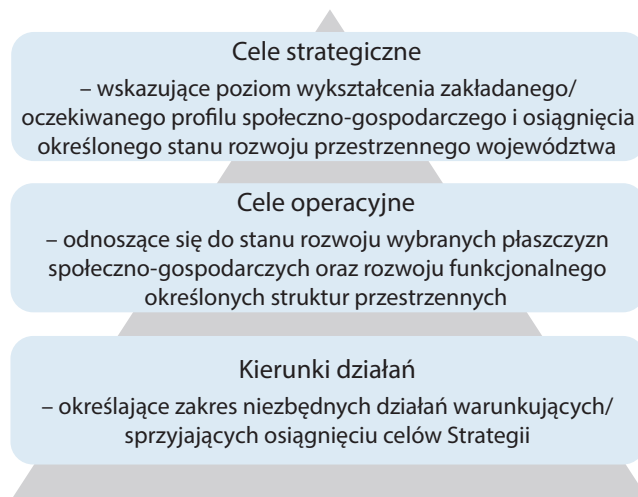 Cele strategiczne
– wskazujące poziom wykształcenia zakładanego/
oczekiwanego profilu społeczno-gospodarczego i osiągnięcia
określonego stanu rozwoju przestrzennego województwa
Cele operacyjne
– odnoszące się do stanu rozwoju wybranych płaszczyzn
społeczno-gospodarczych oraz rozwoju funkcjonalnego
określonych struktur przestrzennych
Kierunki działań
– określające zakres niezbędnych działań warunkujących/
sprzyjających osiągnięciu celów Strategii